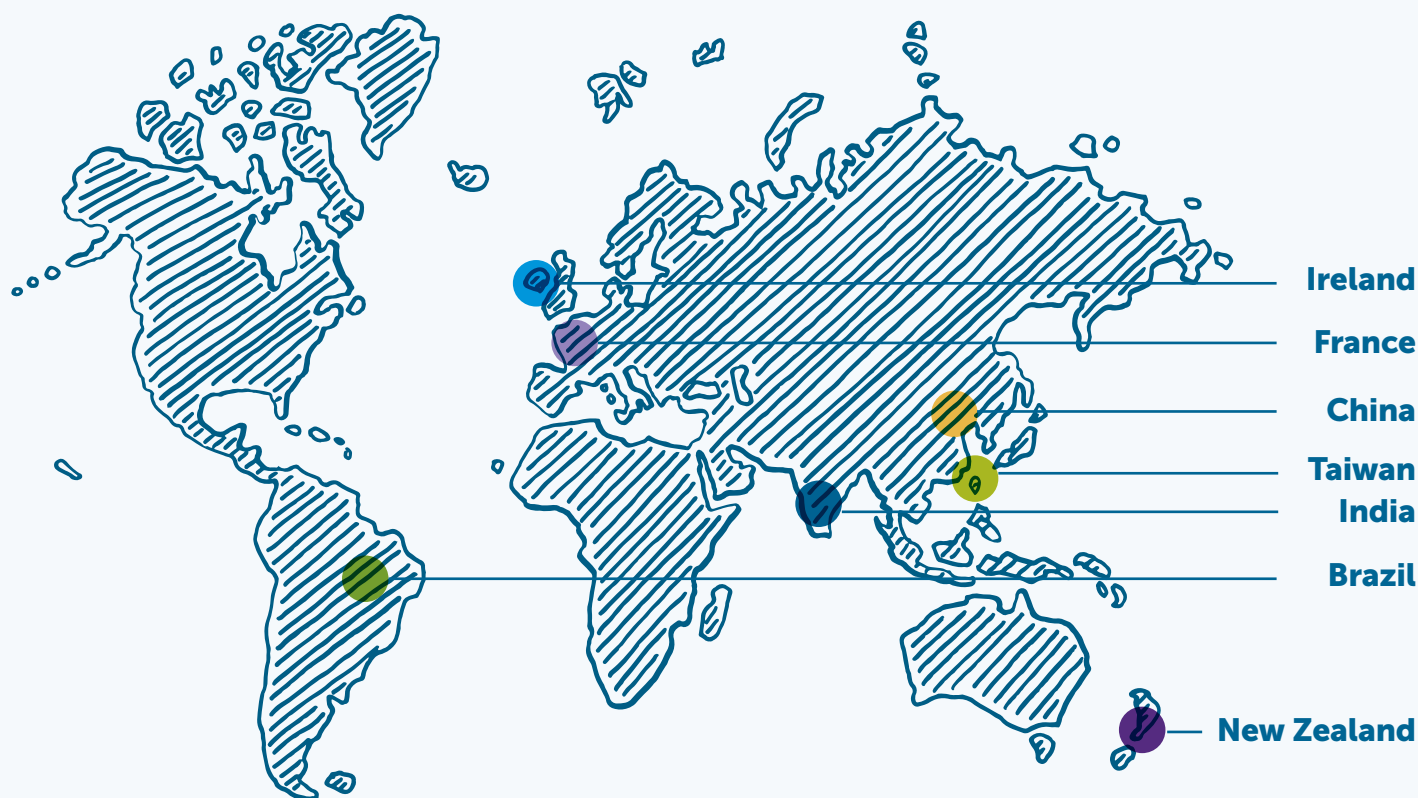 Ireland
France
China
Taiwan
India
Brazil
New Zealand